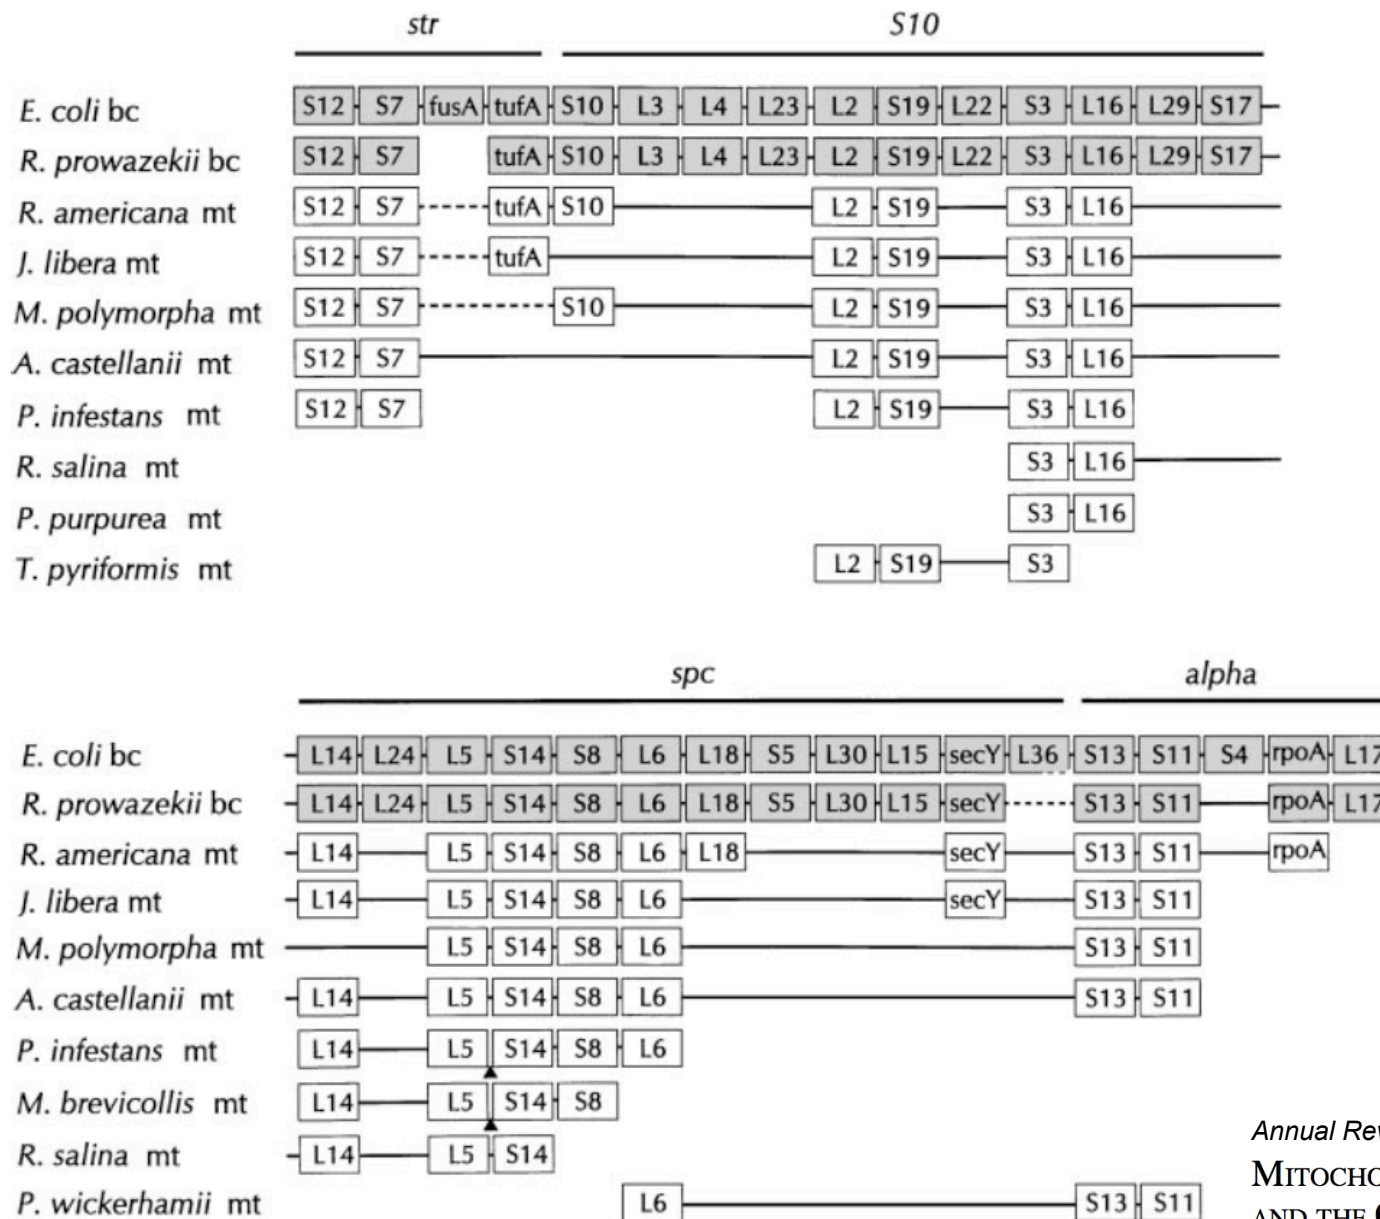 str S10
E. coli bc S12 S7 fusA tufA S10 L3 L4 L23 L2 S19 L22 S3 L16 L29 S17
R. prowazekii bc S12 S7 tufA S10 L3 L4 L23 L2 S19 L22 S3 L16 L29 S17
R. americana mt S12 S7 tufA S10 L2 S19 S3 L16
J. libera mt S12 S7 tufA L2 S19 S3 L16
M. polymorpha mt S12 S7 S10 L2 S19 S3 L16
A. castellanii mt S12 S7 L2 S19 S3 L16
P. infestans mt S12 S7 L2 S19 S3 L16
R. salina mt S3 L16
P. purpurea mt S3 L16
T. pyriformis mt L2 S19 S3
spc alpha
E. coli bc L14 L24 L5 S14 S8 L6 L18 S5 L30 L15 secY L36 S13 S11 S4 rpoA L17
R. prowazekii bc L14 L24 L5 S14 S8 L6 L18 S5 L30 L15 secY S13 S11 rpoA L17
R. americana mt L14 L5 S14 S8 L6 L18 secY S13 S11 rpoA
J. libera mt L14 L5 S14 S8 L6 secY S13 S11
M. polymorpha mt L5 S14 S8 L6 S13 S11
A. castellanii mt L14 L5 S14 S8 L6 S13 S11
P. infestans mt L14 L5 S14 S8 L6
M. brevicollis mt L14 L5 S14 S8
R. salina mt L14 L5 S14
P. wickerhamii mt L6 S13 S11
Annual Rev
MITOCHO
AND THE